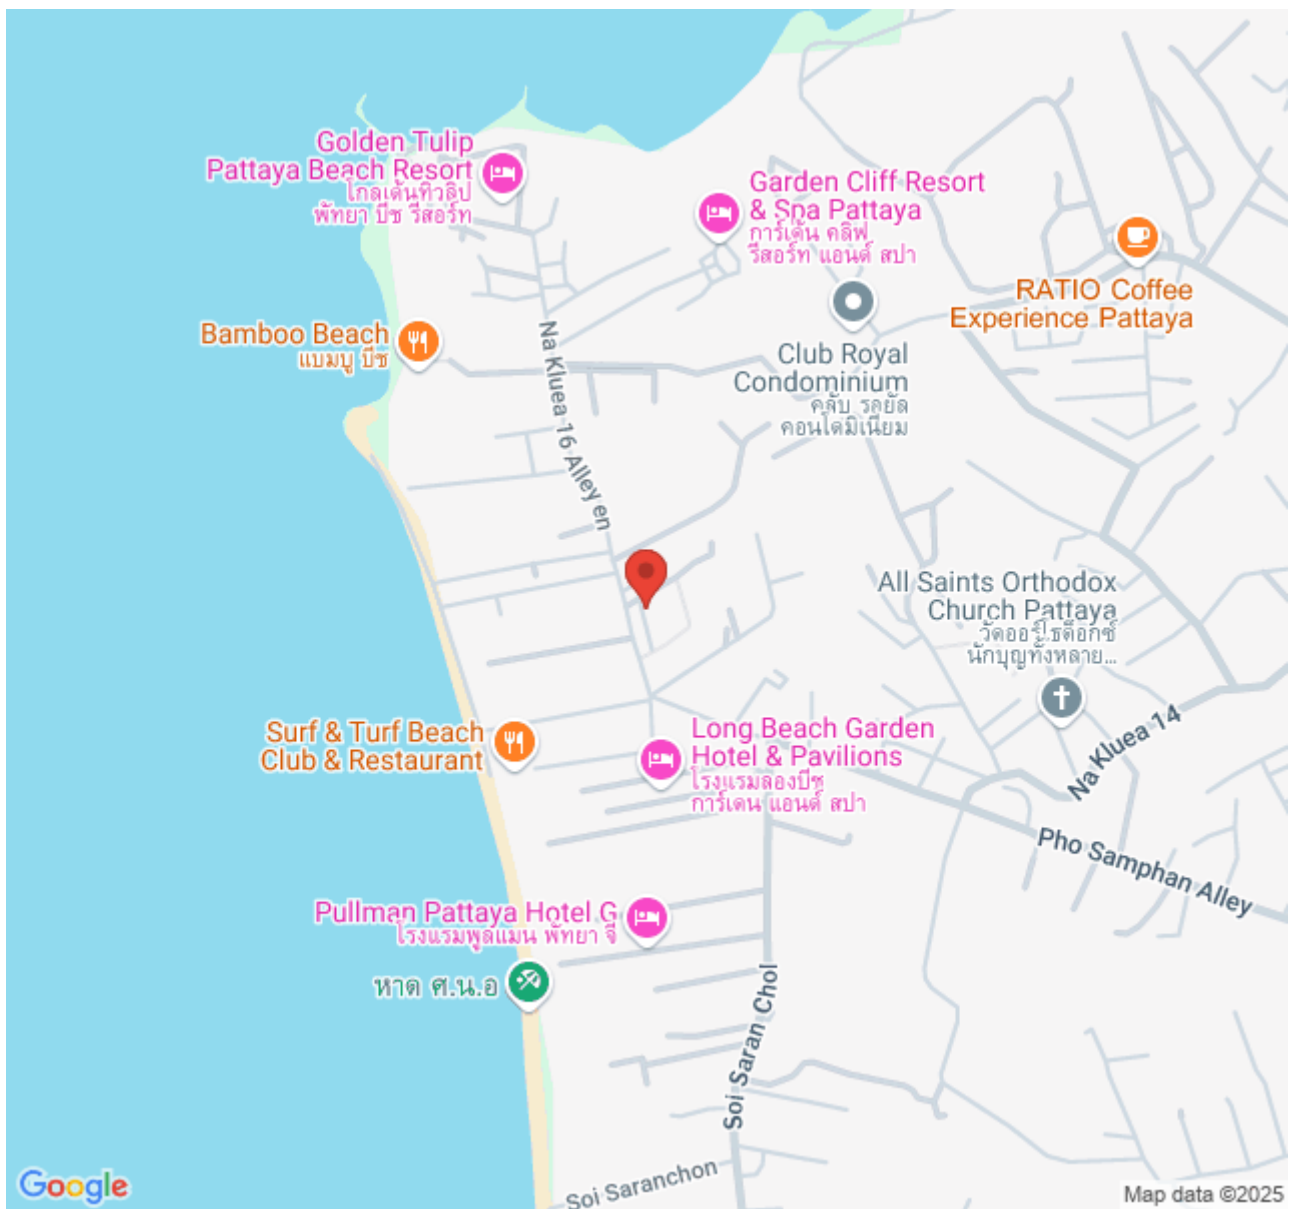 Golden Tulip
Pattaya Beach Resort
โกลเด้นทิวลิป
พัทยา บีช รีสอร์ท
Garden Cliff Resort
& Spa Pattaya
การ์เด้น คลิฟ
รีสอร์ท แอนด์ สปา
RATIO Coffee
Experience Pattaya
Bamboo Beach
แบมบู บีช
Na Kluea 16 Alley en
Club Royal
Condominium
คลับ รอยัล
คอนโดมิเนียม
All Saints Orthodox
Church Pattaya
วัดออร์โธด็อกซ์
นักบุญทั้งหลาย...
Surf & Turf Beach
Club & Restaurant
Long Beach Garden
Hotel & Pavilions
โรงแรมลองบีช
การ์เดน แอนด์ สปา
Na Kluea 14
Pho Samphan Alley
Pullman Pattaya Hotel G
โรงแรมพูลแมน พัทยา จี
หาด ศ.น.อ
Soi Saran Chol
Soi Saranchon
Google
Map data ©2025